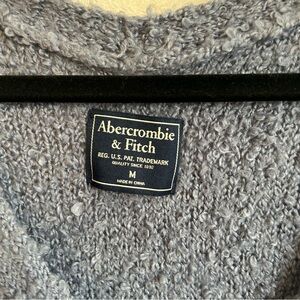 Abercrombie
& Fitch
REG. U.S. PAT. TRADEMARK
QUALITY SINCE 1892
M
MADE IN CHINA